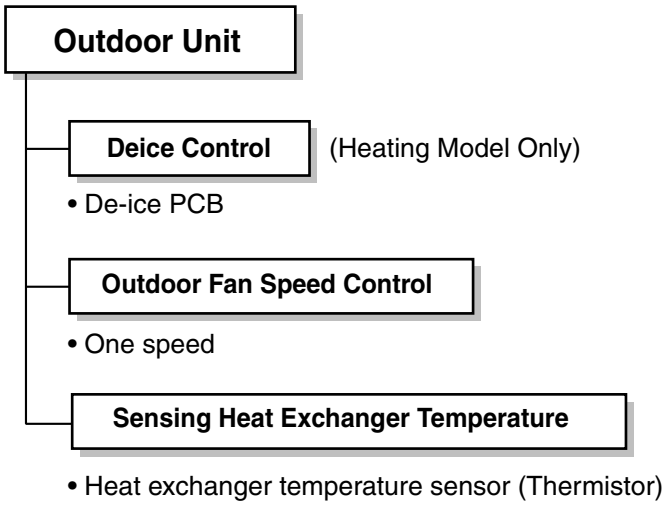 Outdoor Unit
Deice Control (Heating Model Only)
• De-ice PCB
Outdoor Fan Speed Control
• One speed
Sensing Heat Exchanger Temperature
• Heat exchanger temperature sensor (Thermistor)